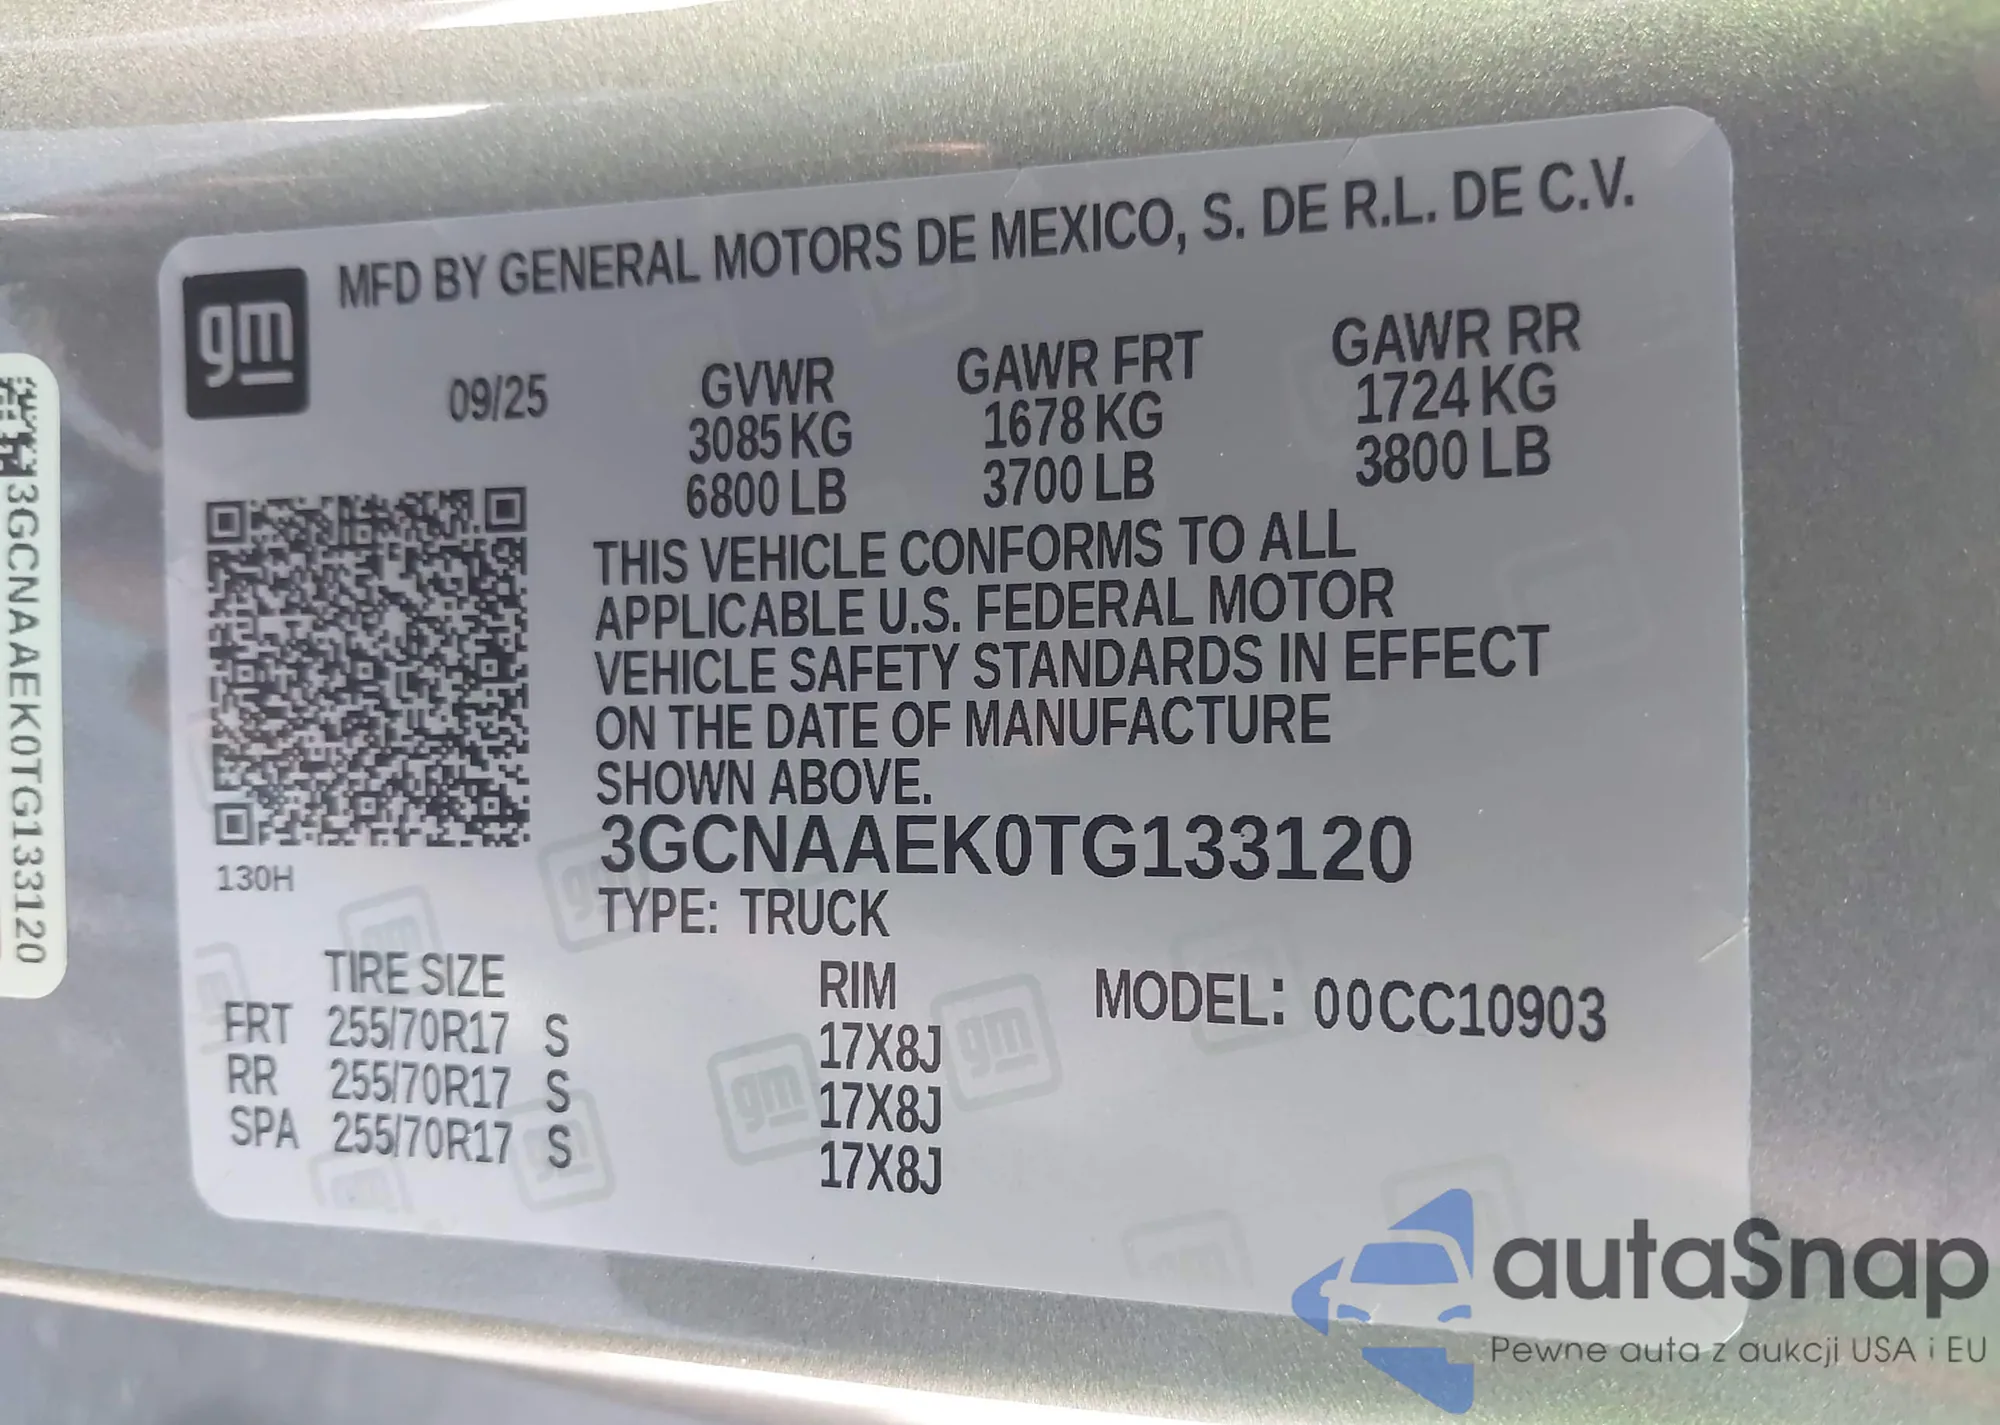 MFD BY GENERAL MOTORS DE MEXICO, S. DE R.L. DE C.V.
gm
09/25
GVWR GAWR FRT GAWR RR
3085 KG 1678 KG 1724 KG
6800 LB 3700 LB 3800 LB
THIS VEHICLE CONFORMS TO ALL
APPLICABLE U.S. FEDERAL MOTOR
VEHICLE SAFETY STANDARDS IN EFFECT
ON THE DATE OF MANUFACTURE
SHOWN ABOVE.
3GCNAAEK0TG133120
130H
TYPE: TRUCK
TIRE SIZE RIM MODEL: 00CC10903
FRT 255/70R17 S 17X8J
RR 255/70R17 S 17X8J
SPA 255/70R17 S 17X8J
3GCNAAEK0TG133120
gm
gm
gm
autaSnap
Pewne auta z aukcji USA i EU